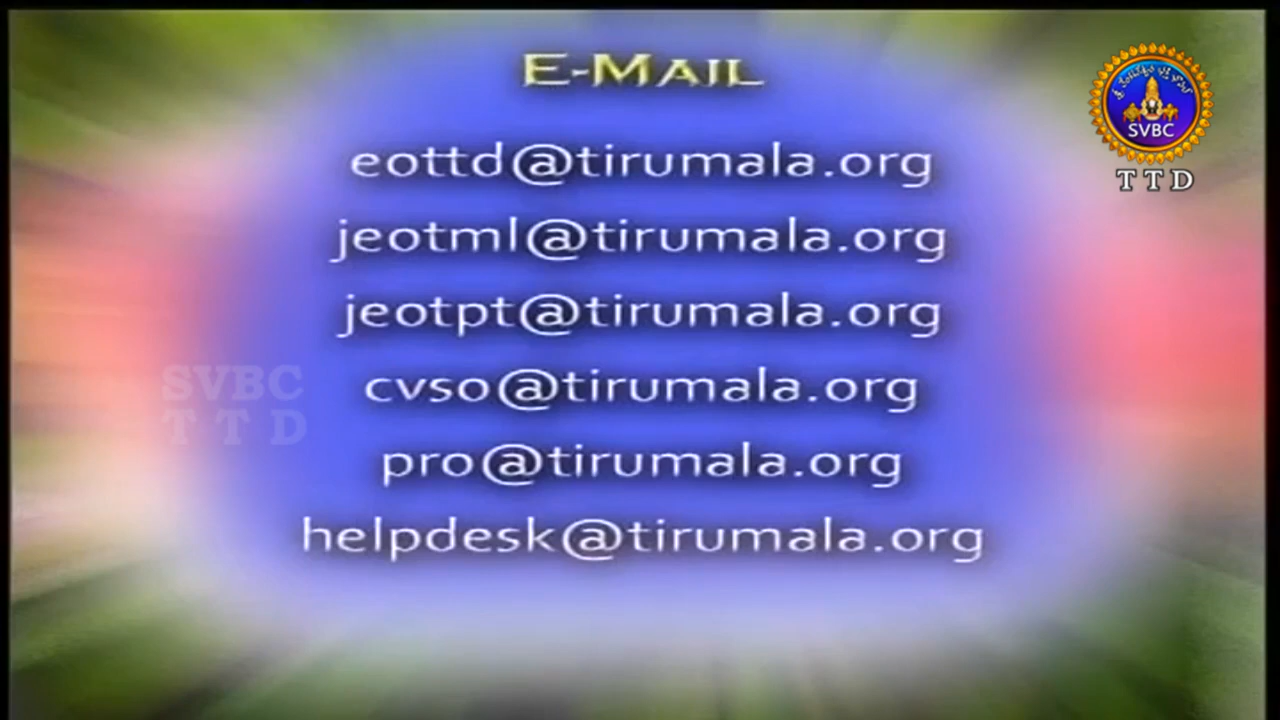 E-Mail
eottd@tirumala.org
jeotml@tirumala.org
jeotpt@tirumala.org
cvso@tirumala.org
pro@tirumala.org
helpdesk@tirumala.org
SVBC
TTD
SVBC
TTD